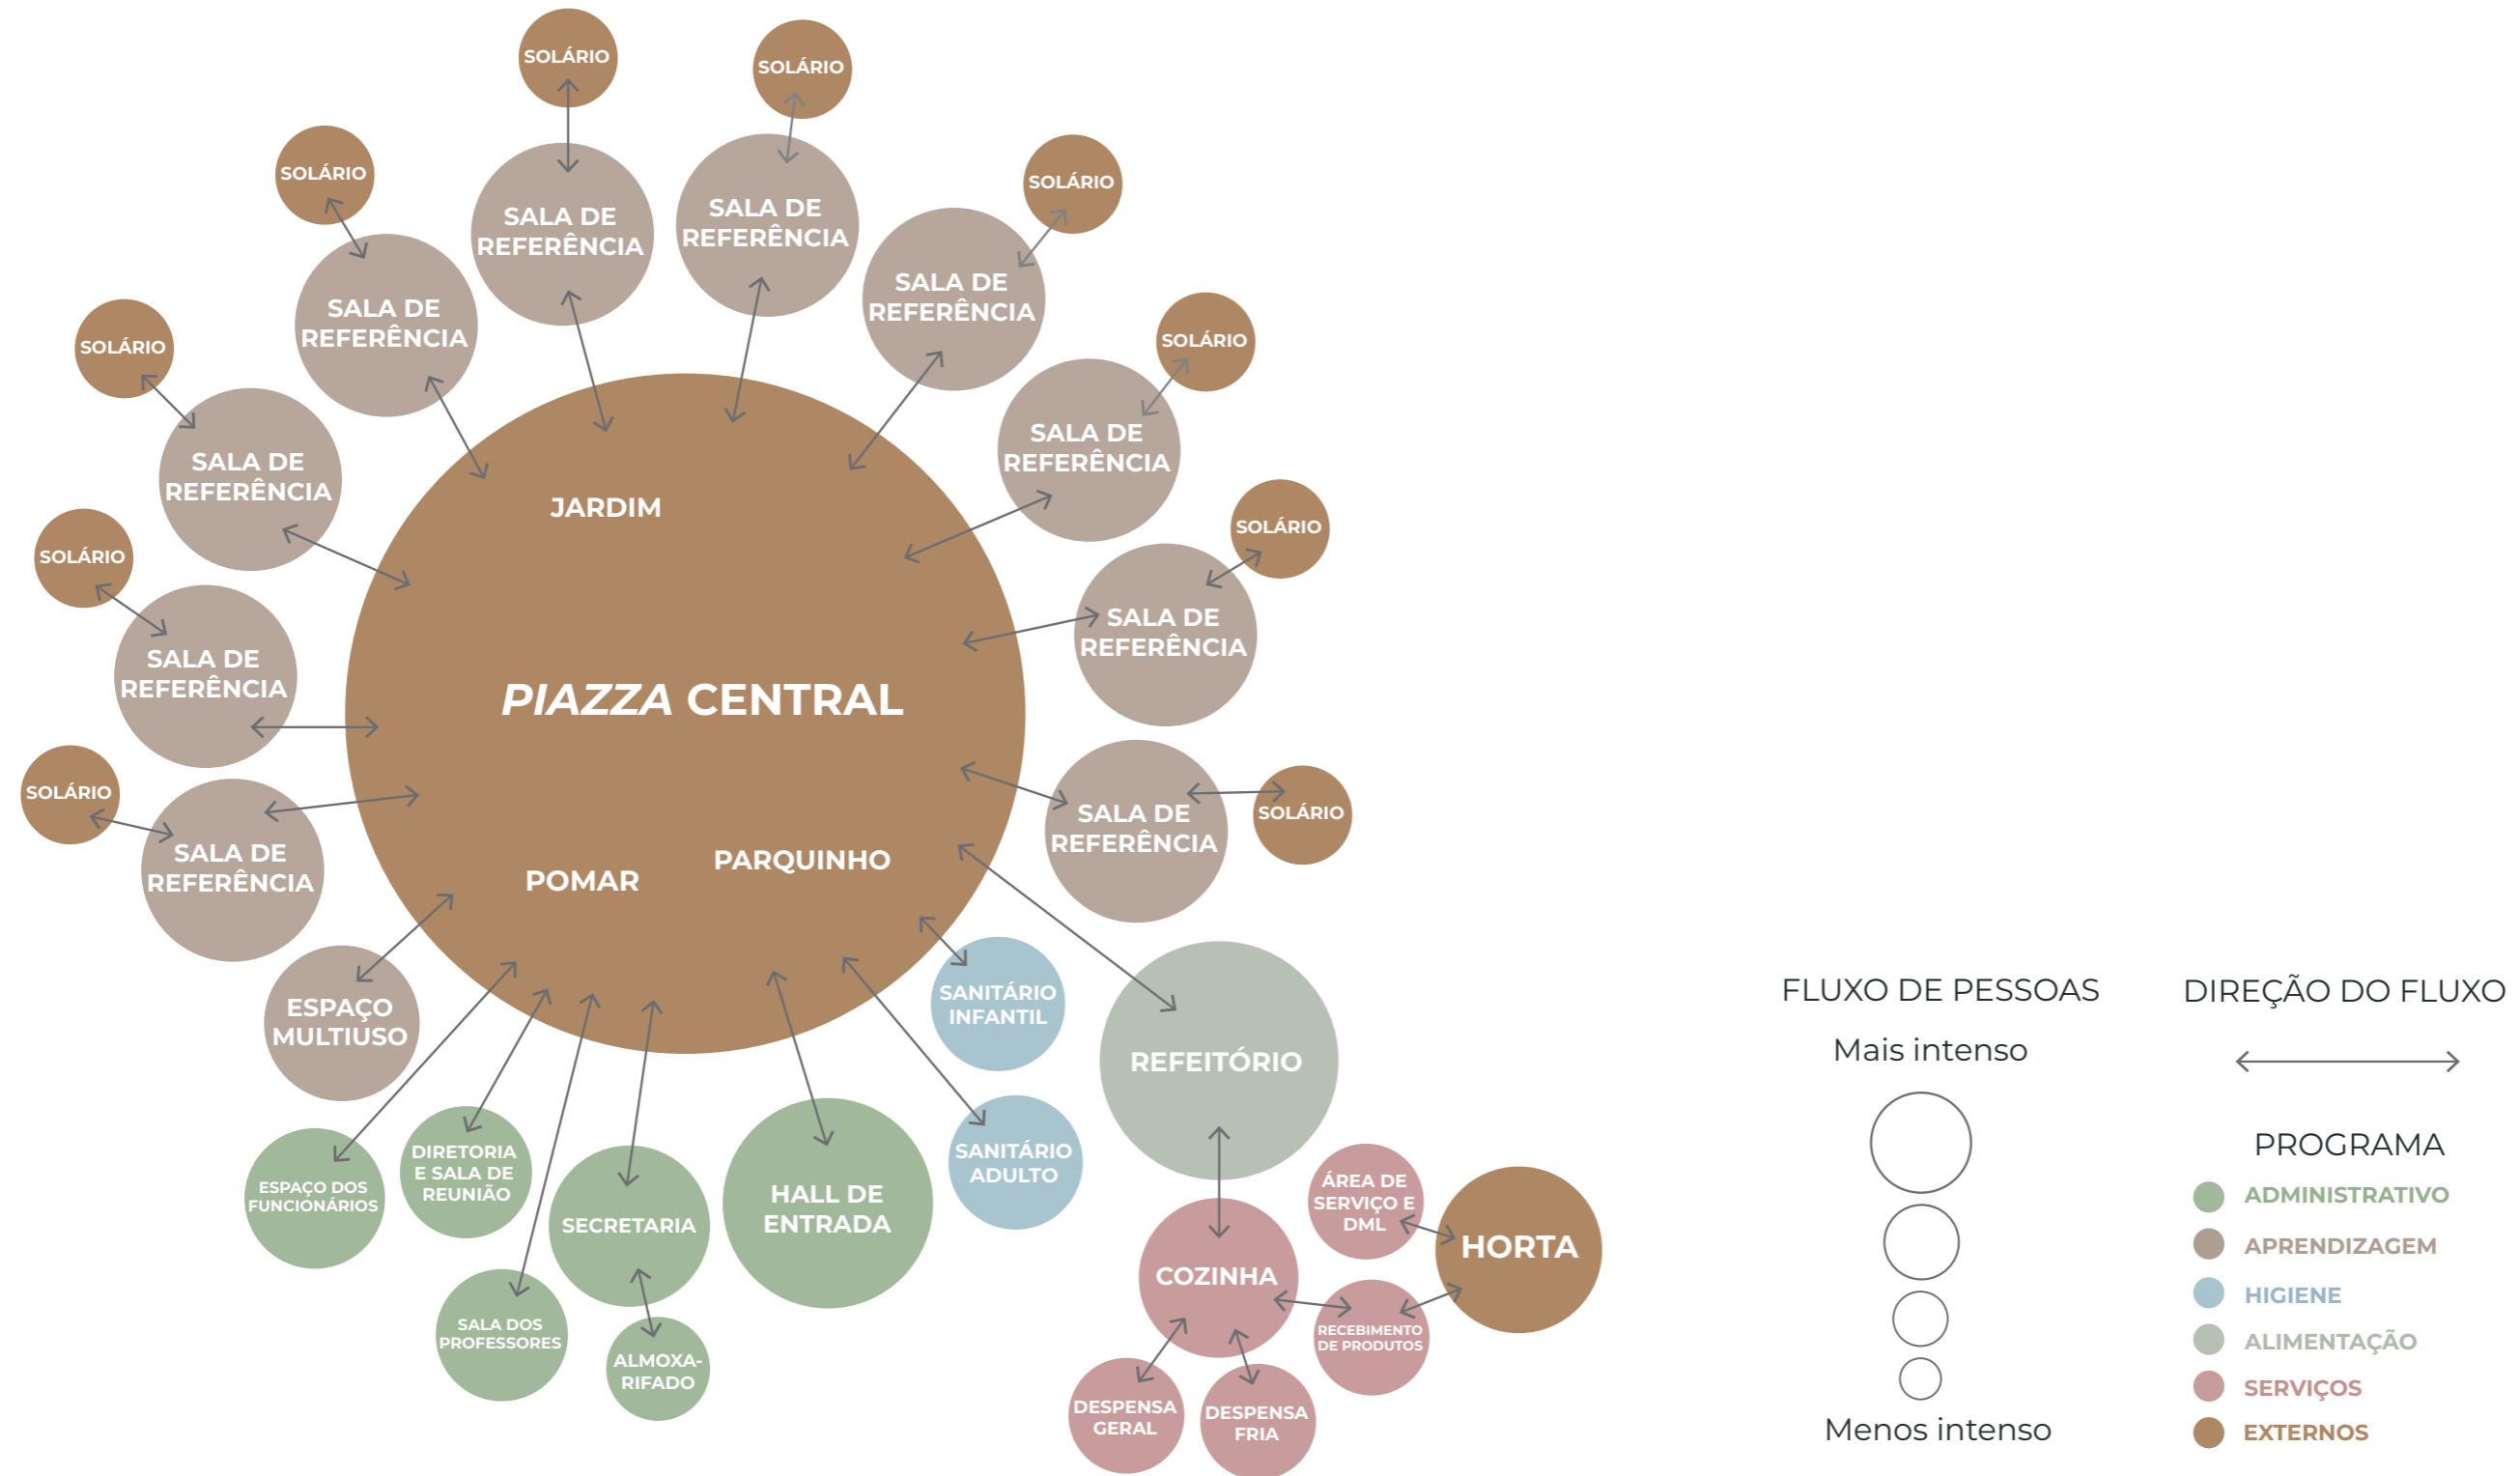 SOLÁRIO
SOLÁRIO
SOLÁRIO
SOLÁRIO
SALA DE
REFERÊNCIA
SALA DE
REFERÊNCIA
SALA DE
REFERÊNCIA
SALA DE
REFERÊNCIA
SOLÁRIO
SOLÁRIO
SALA DE
REFERÊNCIA
SALA DE
REFERÊNCIA
JARDIM
SOLÁRIO
SOLÁRIO
SALA DE
REFERÊNCIA
SALA DE
REFERÊNCIA
PIAZZA CENTRAL
SOLÁRIO
SALA DE
REFERÊNCIA
SALA DE
REFERÊNCIA
SOLÁRIO
POMAR
PARQUINHO
ESPAÇO
MULTIUSO
SANITÁRIO
INFANTIL
REFEITÓRIO
ESPAÇO DOS
FUNCIONÁRIOS
DIRETORIA
E SALA DE
REUNIÃO
SECRETARIA
HALL DE
ENTRADA
SANITÁRIO
ADULTO
ÁREA DE
SERVIÇO E
DML
HORTA
COZINHA
SALA DOS
PROFESSORES
ALMOXA-
RIFADO
RECEBIMENTO
DE PRODUTOS
DESPENSA
GERAL
DESPENSA
FRIA
FLUXO DE PESSOAS
Mais intenso
Menos intenso
DIREÇÃO DO FLUXO
PROGRAMA
ADMINISTRATIVO
APRENDIZAGEM
HIGIENE
ALIMENTAÇÃO
SERVIÇOS
EXTERNOS